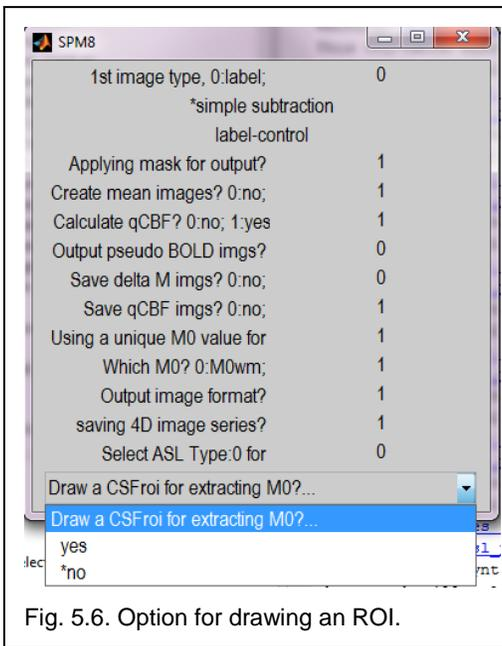 SPM8
1st image type, 0:label; 0
*simple subtraction
label-control
Applying mask for output? 1
Create mean images? 0:no; 1
Calculate qCBF? 0:no; 1:yes 1
Output pseudo BOLD imgs? 0
Save delta M imgs? 0:no; 0
Save qCBF imgs? 0:no; 1
Using a unique M0 value for 1
Which M0? 0:M0wm; 1
Output image format? 1
saving 4D image series? 1
Select ASL Type:0 for 0
Draw a CSFroi for extracting M0?...
Draw a CSFroi for extracting M0?...
yes
*no
Fig. 5.6. Option for drawing an ROI.